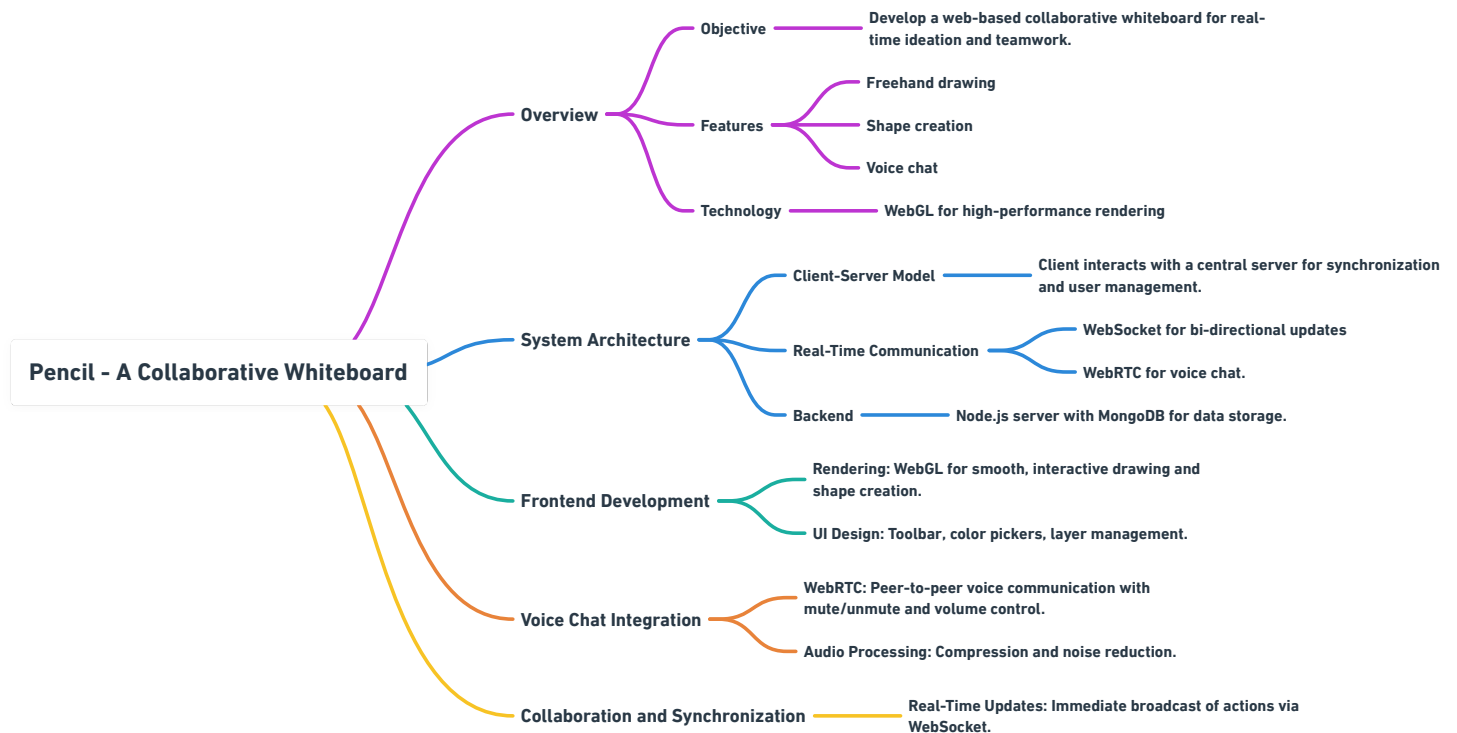 Pencil - A Collaborative Whiteboard
Overview
Objective
Develop a web-based collaborative whiteboard for real-
time ideation and teamwork.
Features
Freehand drawing
Shape creation
Voice chat
Technology
WebGL for high-performance rendering
System Architecture
Client-Server Model
Client interacts with a central server for synchronization
and user management.
Real-Time Communication
WebSocket for bi-directional updates
WebRTC for voice chat.
Backend
Node.js server with MongoDB for data storage.
Frontend Development
Rendering: WebGL for smooth, interactive drawing and
shape creation.
UI Design: Toolbar, color pickers, layer management.
Voice Chat Integration
WebRTC: Peer-to-peer voice communication with
mute/unmute and volume control.
Audio Processing: Compression and noise reduction.
Collaboration and Synchronization
Real-Time Updates: Immediate broadcast of actions via
WebSocket.